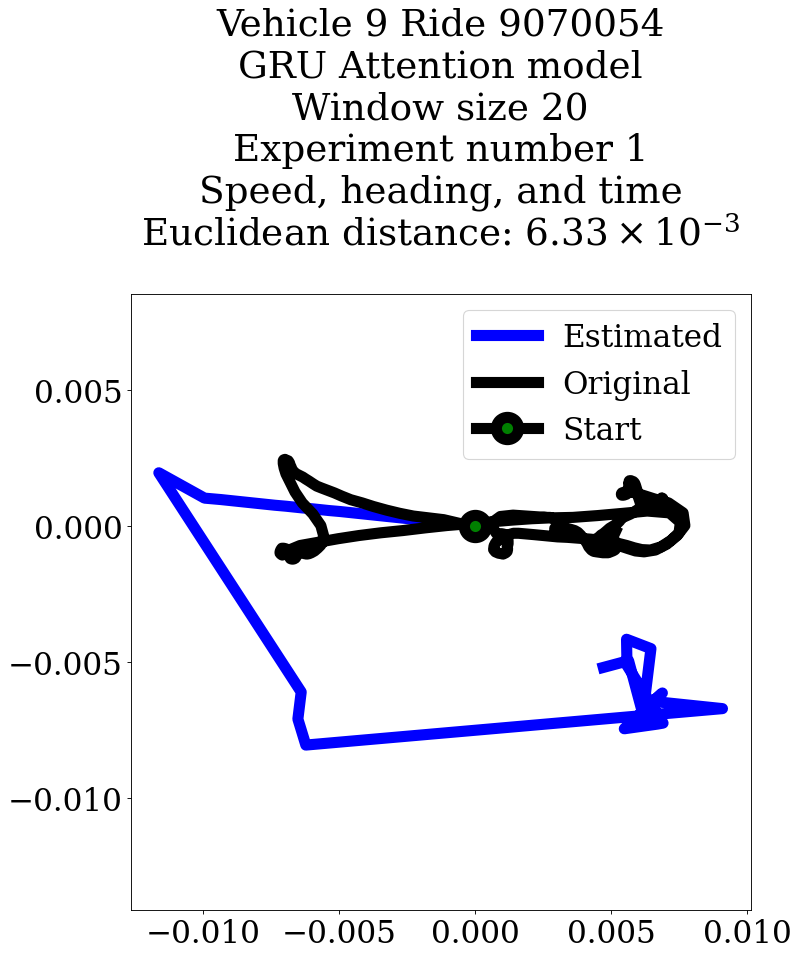 Vehicle 9 Ride 9070054
GRU Attention model
Window size 20
Experiment number 1
Speed, heading, and time
Euclidean distance: 6.33 × 10⁻³
Estimated
Original
Start
0.005
0.000
−0.005
−0.010
−0.010 −0.005 0.000 0.005 0.010